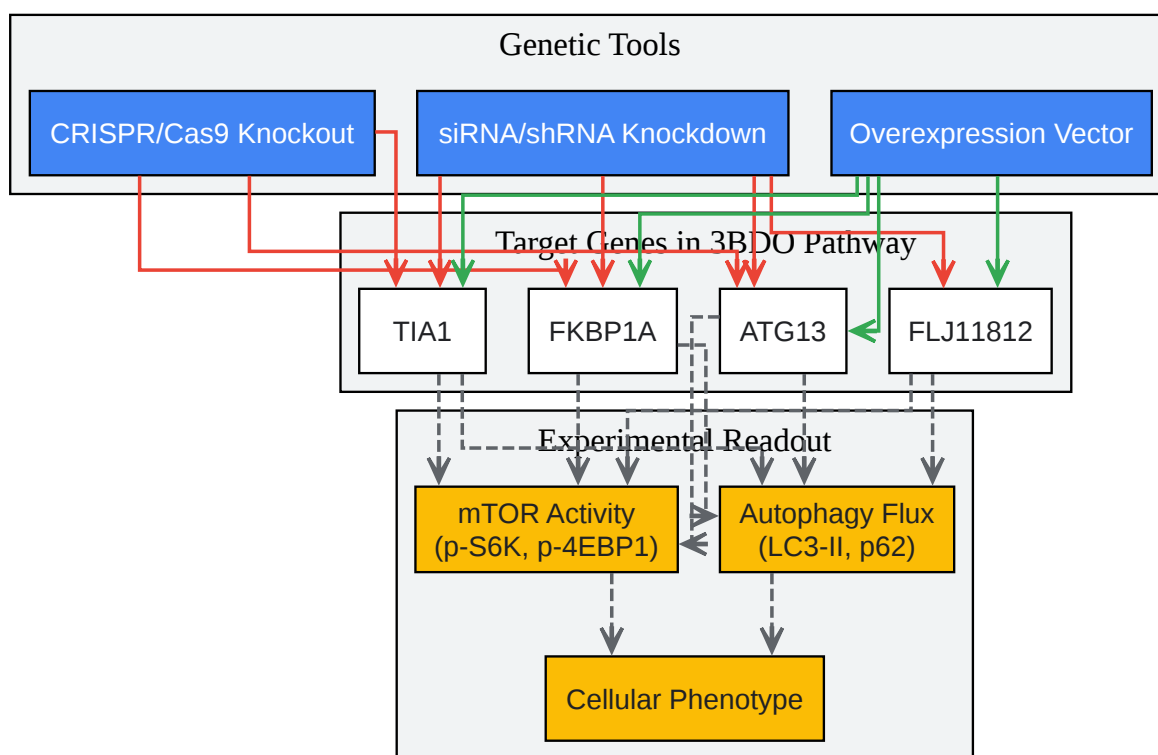 Genetic Tools
CRISPR/Cas9 Knockout
siRNA/shRNA Knockdown
Overexpression Vector
Target Genes in 3BDO Pathway
TIA1
FKBP1A
ATG13
FLJ11812
Experimental Readout
mTOR Activity
(p-S6K, p-4EBP1)
Autophagy Flux
(LC3-II, p62)
Cellular Phenotype